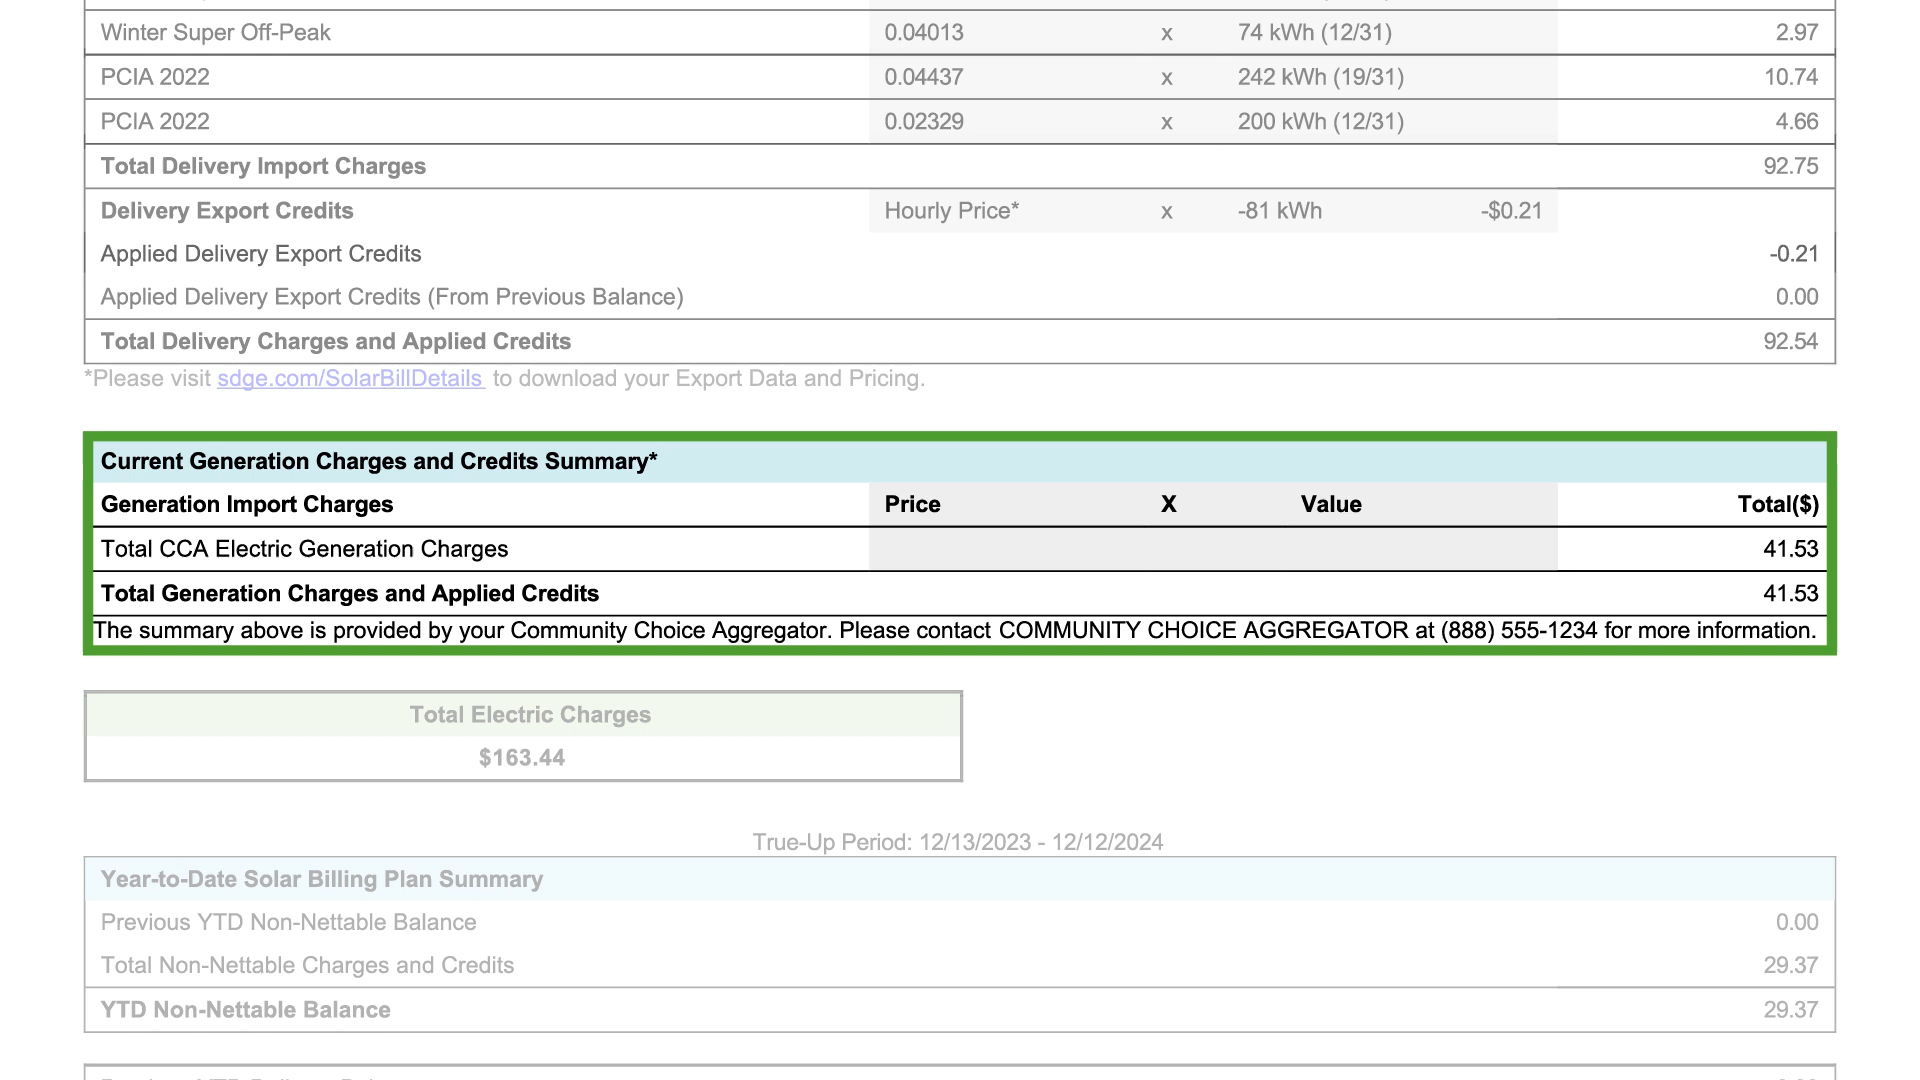 Winter Super Off-Peak 0.04013 x 74 kWh (12/31) 2.97
PCIA 2022 0.04437 x 242 kWh (19/31) 10.74
PCIA 2022 0.02329 x 200 kWh (12/31) 4.66
Total Delivery Import Charges 92.75
Delivery Export Credits Hourly Price* x -81 kWh -$0.21
Applied Delivery Export Credits -0.21
Applied Delivery Export Credits (From Previous Balance) 0.00
Total Delivery Charges and Applied Credits 92.54
*Please visit sdge.com/SolarBillDetails to download your Export Data and Pricing.
Current Generation Charges and Credits Summary*
Generation Import Charges Price X Value Total($)
Total CCA Electric Generation Charges 41.53
Total Generation Charges and Applied Credits 41.53
The summary above is provided by your Community Choice Aggregator. Please contact COMMUNITY CHOICE AGGREGATOR at (888) 555-1234 for more information.
Total Electric Charges
$163.44
True-Up Period: 12/13/2023 - 12/12/2024
Year-to-Date Solar Billing Plan Summary
Previous YTD Non-Nettable Balance 0.00
Total Non-Nettable Charges and Credits 29.37
YTD Non-Nettable Balance 29.37